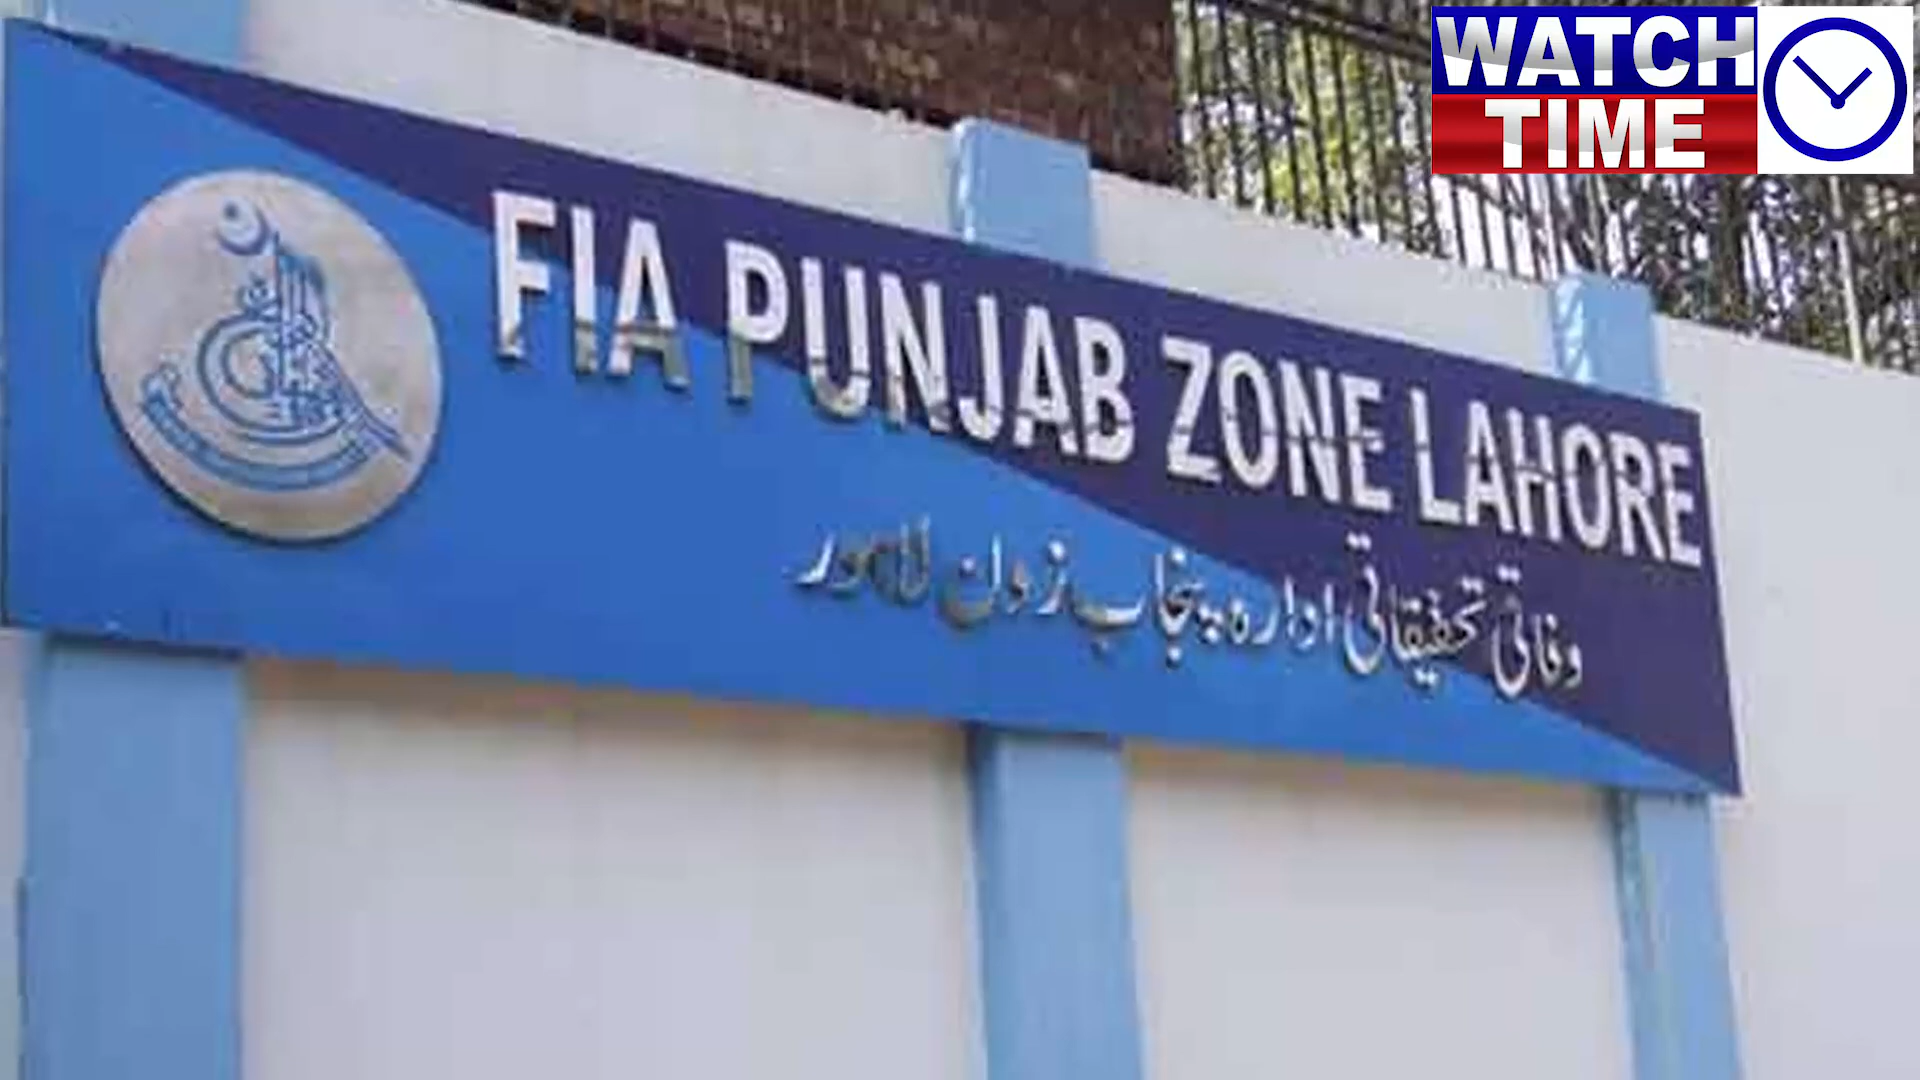 WATCH
TIME
FIA PUNJAB ZONE LAHORE
وفاقی تحقیقاتی ادارہ پنجاب زون لاہور